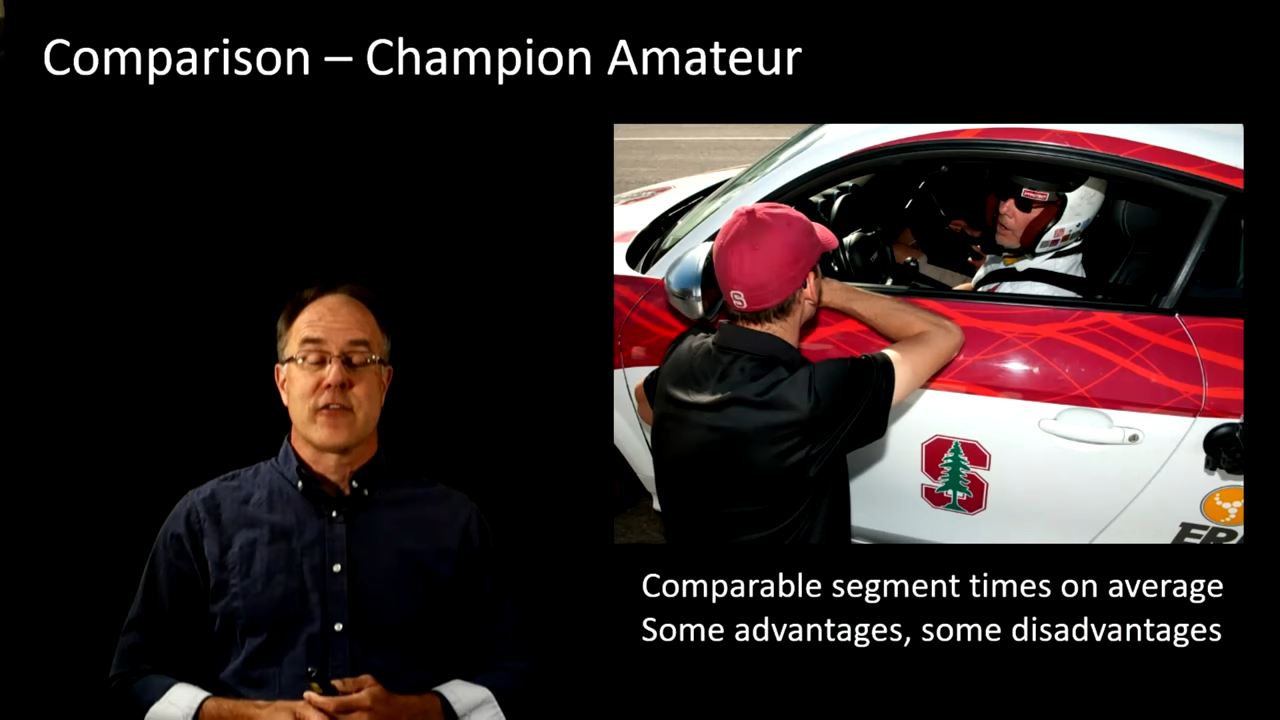 Comparison – Champion Amateur
Comparable segment times on average
Some advantages, some disadvantages
S
S